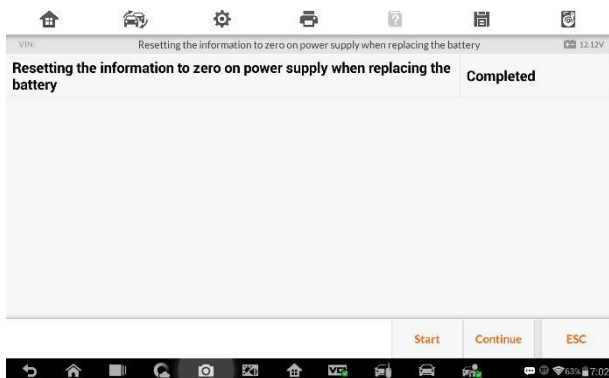 VIN:
Resetting the information to zero on power supply when replacing the battery
12.12V
Resetting the information to zero on power supply when replacing the
battery
Completed
Start
Continue
ESC
63%
7:02